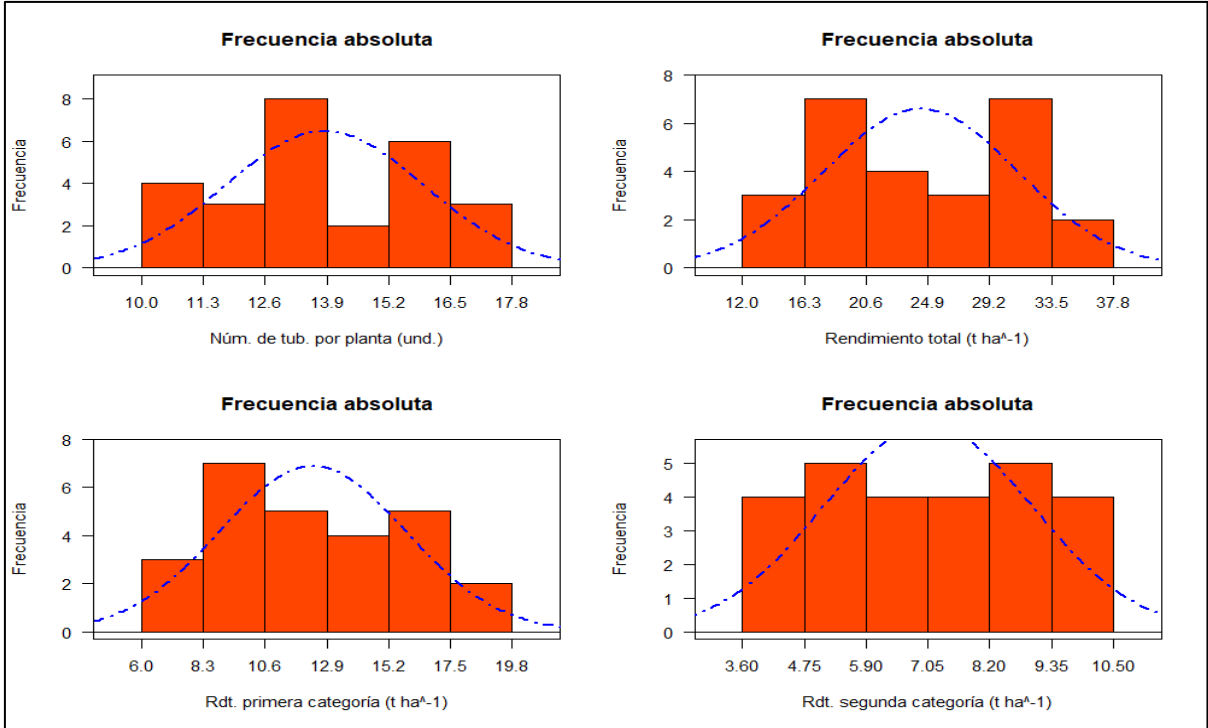 Frecuencia absoluta
Frecuencia
8
6
4
2
0
10.0 11.3 12.6 13.9 15.2 16.5 17.8
Núm. de tub. por planta (und.)
Frecuencia absoluta
Frecuencia
8
6
4
2
0
12.0 16.3 20.6 24.9 29.2 33.5 37.8
Rendimiento total (t ha^-1)
Frecuencia absoluta
Frecuencia
8
6
4
2
0
6.0 8.3 10.6 12.9 15.2 17.5 19.8
Rdt. primera categoría (t ha^-1)
Frecuencia absoluta
Frecuencia
5
4
3
2
1
0
3.60 4.75 5.90 7.05 8.20 9.35 10.50
Rdt. segunda categoría (t ha^-1)